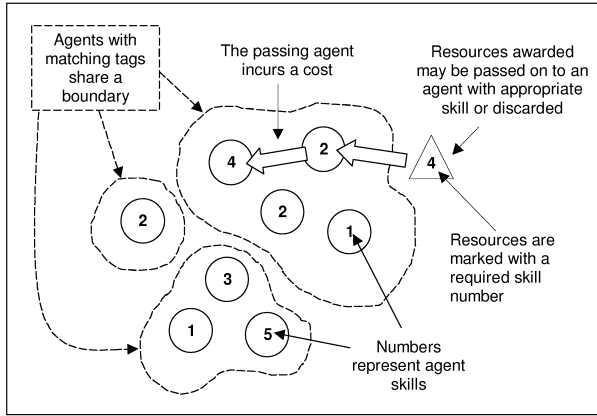 Agents with
matching tags
share a
boundary
The passing agent
incurs a cost
Resources awarded
may be passed on to an
agent with appropriate
skill or discarded
4
2
4
2
2
1
3
1
5
Resources are
marked with a
required skill
number
Numbers
represent agent
skills